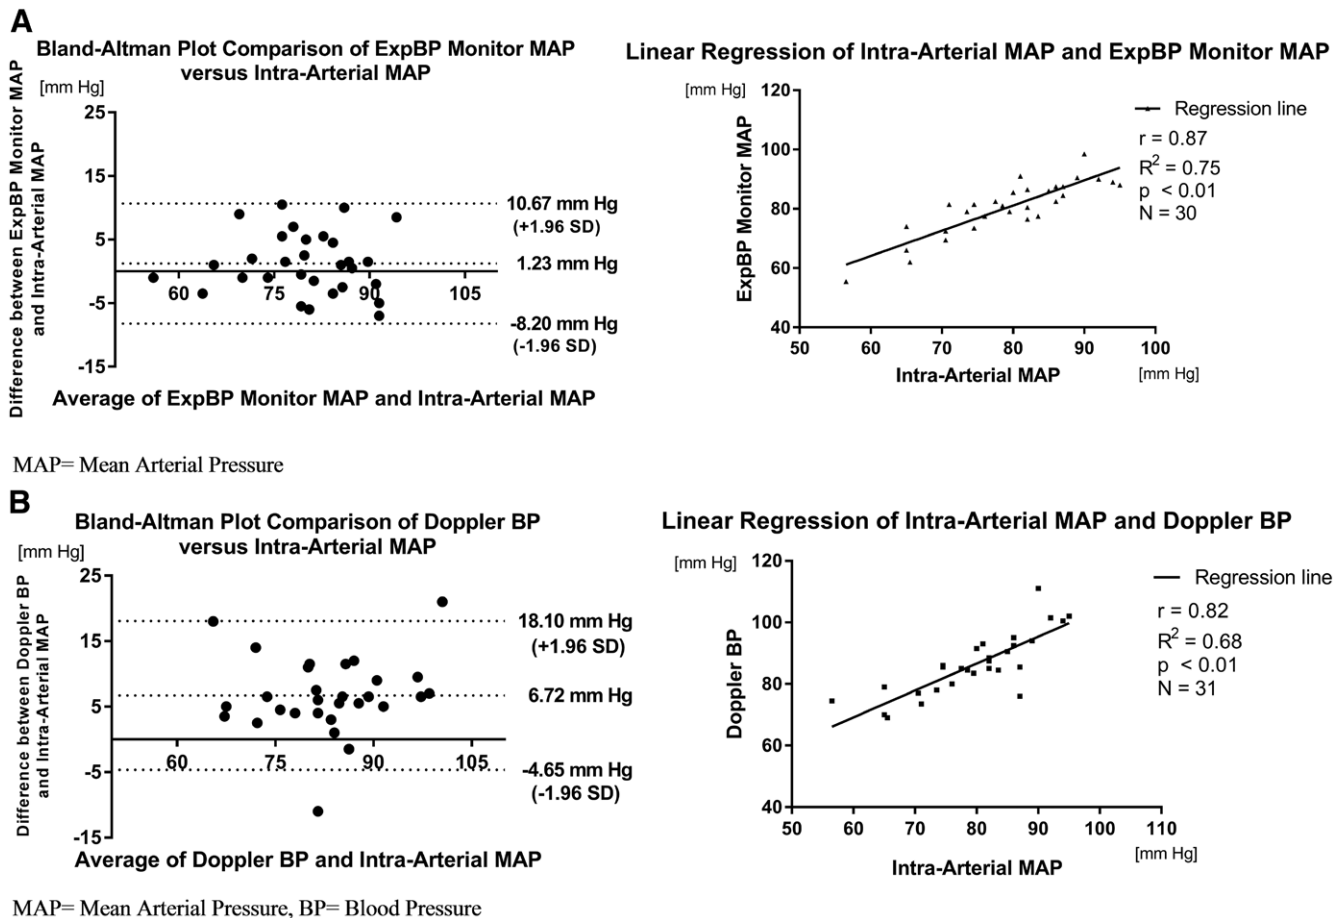 A
Bland-Altman Plot Comparison of ExpBP Monitor MAP
versus Intra-Arterial MAP
[mm Hg]
Difference between ExpBP Monitor MAP
and Intra-Arterial MAP
25
15
5
-5
-15
60
75
90
105
10.67 mm Hg
(+1.96 SD)
1.23 mm Hg
-8.20 mm Hg
(-1.96 SD)
Average of ExpBP Monitor MAP and Intra-Arterial MAP
Linear Regression of Intra-Arterial MAP and ExpBP Monitor MAP
[mm Hg]
ExpBP Monitor MAP
120
100
80
60
40
50
60
70
80
90
100
Intra-Arterial MAP
[mm Hg]
Regression line
r = 0.87
R² = 0.75
p < 0.01
N = 30
MAP= Mean Arterial Pressure
B
Bland-Altman Plot Comparison of Doppler BP
versus Intra-Arterial MAP
[mm Hg]
Difference between Doppler BP
and Intra-Arterial MAP
25
15
5
-5
-15
60
75
90
105
18.10 mm Hg
(+1.96 SD)
6.72 mm Hg
-4.65 mm Hg
(-1.96 SD)
Average of Doppler BP and Intra-Arterial MAP
Linear Regression of Intra-Arterial MAP and Doppler BP
[mm Hg]
Doppler BP
120
100
80
60
40
50
60
70
80
90
100
110
Intra-Arterial MAP
[mm Hg]
Regression line
r = 0.82
R² = 0.68
p < 0.01
N = 31
MAP= Mean Arterial Pressure, BP= Blood Pressure